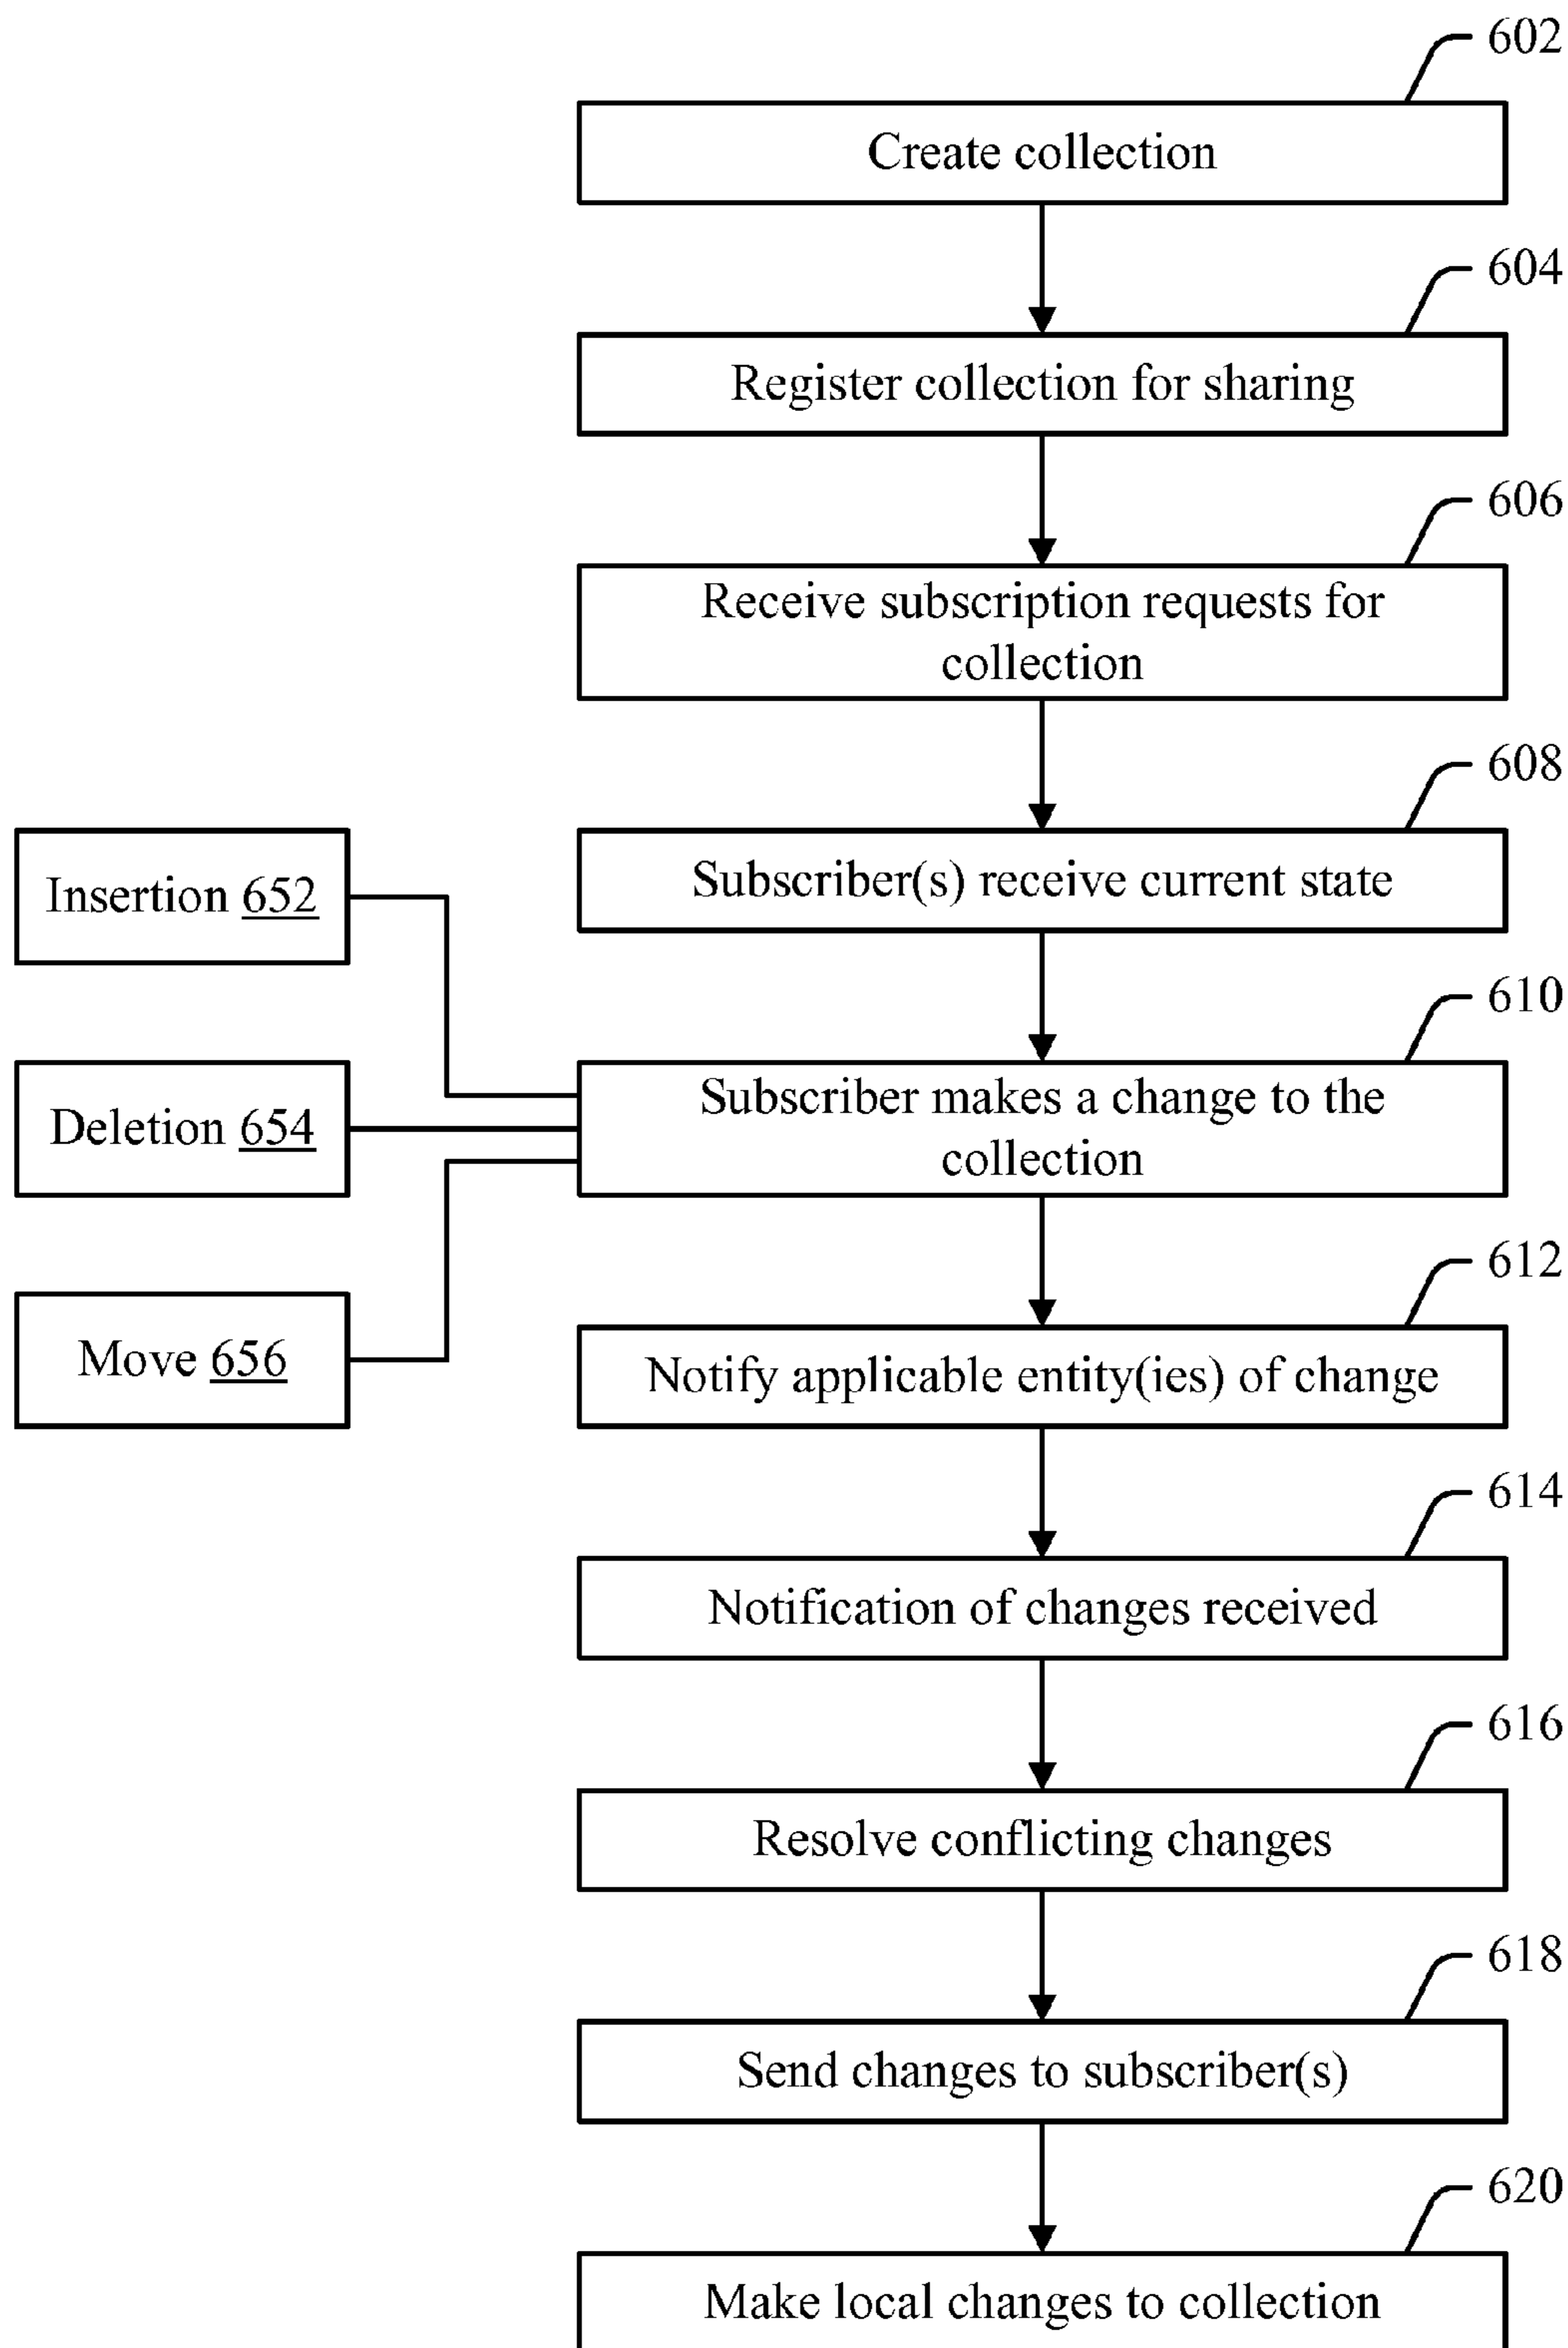 602
Create collection
604
Register collection for sharing
606
Receive subscription requests for
collection
608
Subscriber(s) receive current state
Insertion 652
610
Subscriber makes a change to the
collection
Deletion 654
612
Move 656
Notify applicable entity(ies) of change
614
Notification of changes received
616
Resolve conflicting changes
618
Send changes to subscriber(s)
620
Make local changes to collection